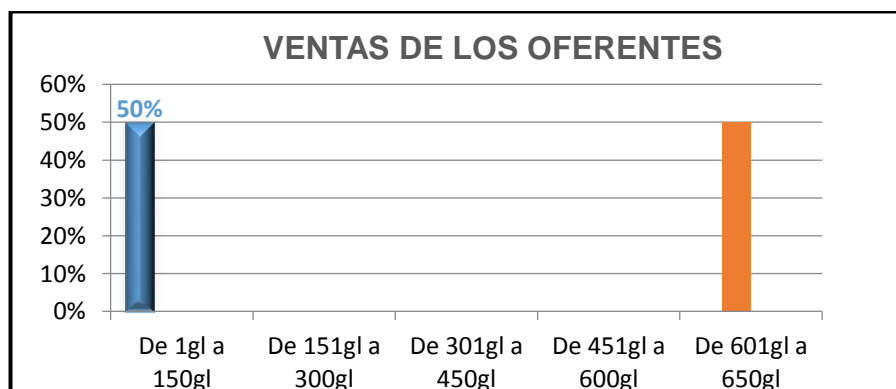 VENTAS DE LOS OFERENTES
60%
50%
50%
40%
30%
20%
10%
0%
De 1gl a
150gl
De 151gl a
300gl
De 301gl a
450gl
De 451gl a
600gl
De 601gl a
650gl